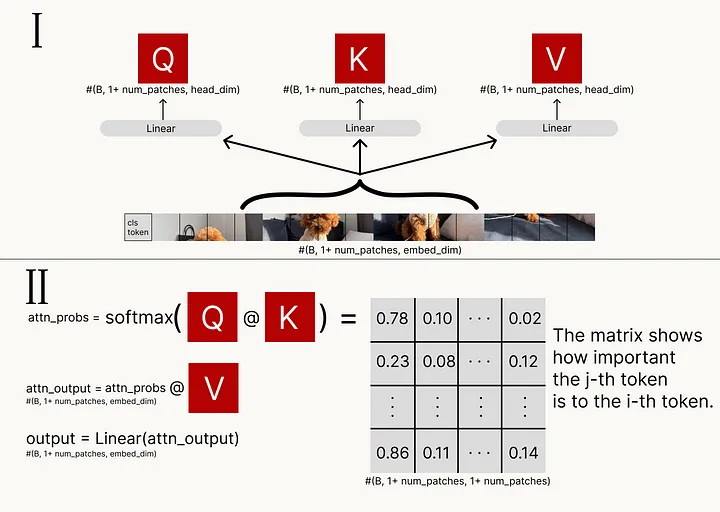 I
Q
K
V
#(B, 1+ num_patches, head_dim)
#(B, 1+ num_patches, head_dim)
#(B, 1+ num_patches, head_dim)
Linear
Linear
Linear
cls
token
#(B, 1+ num_patches, embed_dim)
II
attn_probs = softmax( Q @ K ) =
attn_output = attn_probs @ V
#(B, 1+ num_patches, embed_dim)
output = Linear(attn_output)
#(B, 1+ num_patches, embed_dim)
0.78 0.10 ··· 0.02
0.23 0.08 ··· 0.12
⋮ ⋮ ⋮ ⋮
0.86 0.11 ··· 0.14
#(B, 1+ num_patches, 1+ num_patches)
The matrix shows
how important
the j-th token
is to the i-th token.